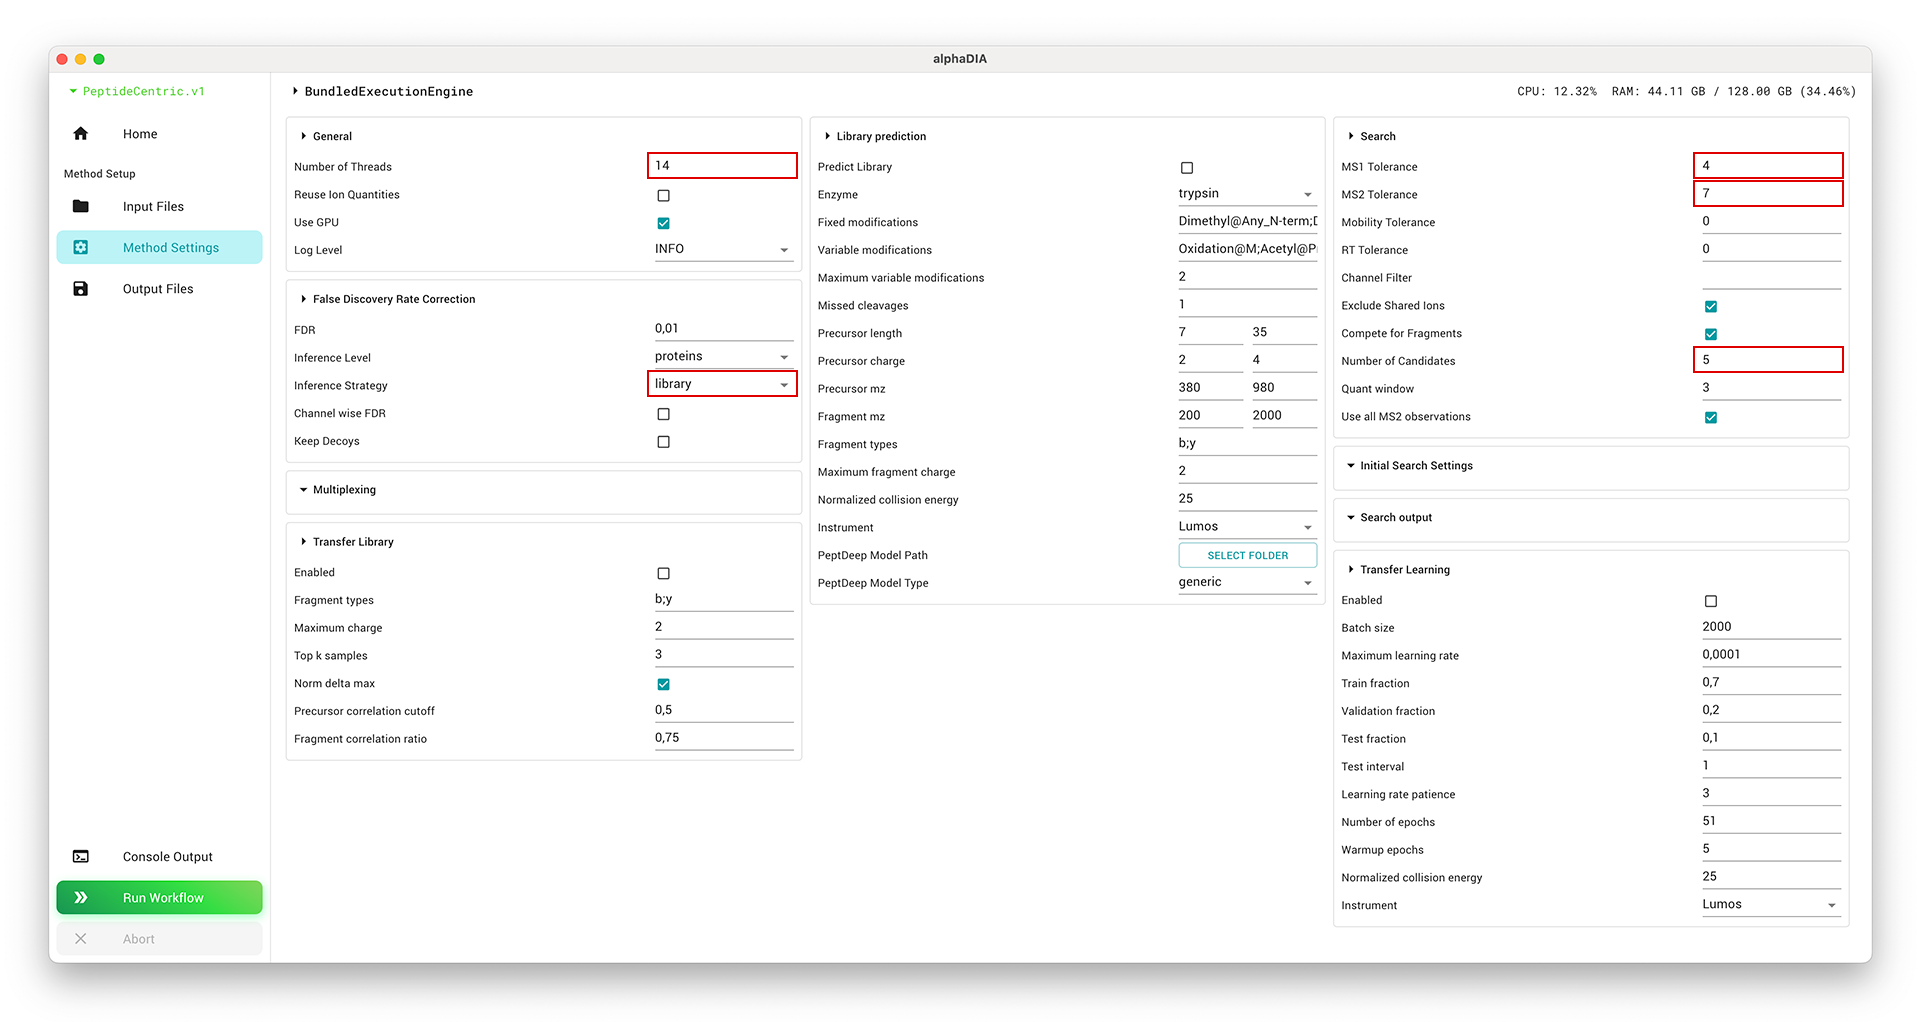 alphaDIA
PeptideCentric.v1
BundledExecutionEngine
CPU: 12.32% RAM: 44.11 GB / 128.00 GB (34.46%)
Home
Method Setup
Input Files
Method Settings
Output Files
Console Output
Run Workflow
Abort
General
Number of Threads 14
Reuse Ion Quantities
Use GPU
Log Level INFO
False Discovery Rate Correction
FDR 0,01
Inference Level proteins
Inference Strategy library
Channel wise FDR
Keep Decoys
Multiplexing
Transfer Library
Enabled
Fragment types b;y
Maximum charge 2
Top k samples 3
Norm delta max
Precursor correlation cutoff 0,5
Fragment correlation ratio 0,75
Library prediction
Predict Library
Enzyme trypsin
Fixed modifications Dimethyl@Any_N-term;D
Variable modifications Oxidation@M;Acetyl@P
Maximum variable modifications 2
Missed cleavages 1
Precursor length 7 35
Precursor charge 2 4
Precursor mz 380 980
Fragment mz 200 2000
Fragment types b;y
Maximum fragment charge 2
Normalized collision energy 25
Instrument Lumos
PeptDeep Model Path SELECT FOLDER
PeptDeep Model Type generic
Search
MS1 Tolerance 4
MS2 Tolerance 7
Mobility Tolerance 0
RT Tolerance 0
Channel Filter
Exclude Shared Ions
Compete for Fragments
Number of Candidates 5
Quant window 3
Use all MS2 observations
Initial Search Settings
Search output
Transfer Learning
Enabled
Batch size 2000
Maximum learning rate 0,0001
Train fraction 0,7
Validation fraction 0,2
Test fraction 0,1
Test interval 1
Learning rate patience 3
Number of epochs 51
Warmup epochs 5
Normalized collision energy 25
Instrument Lumos